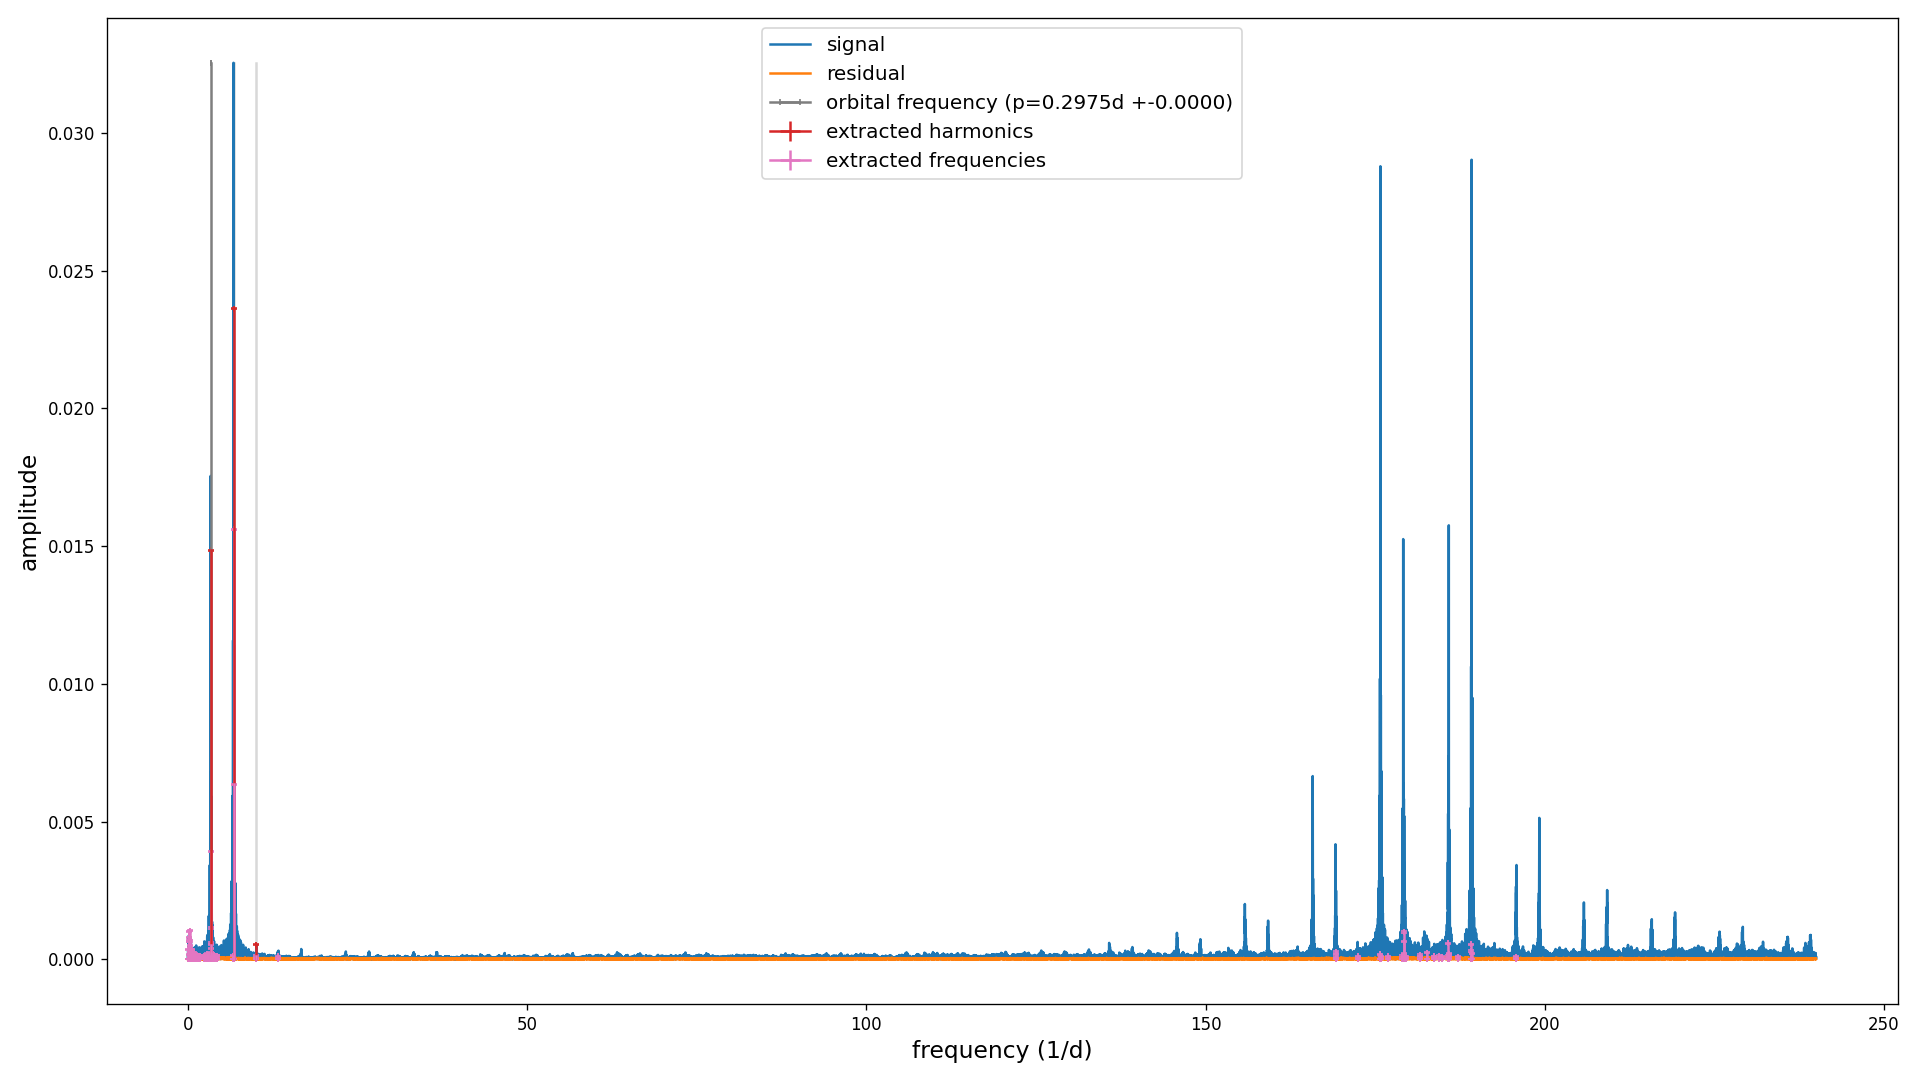 signal
residual
orbital frequency (p=0.2975d +-0.0000)
extracted harmonics
extracted frequencies
amplitude
0.030
0.025
0.020
0.015
0.010
0.005
0.000
0
50
100
150
200
250
frequency (1/d)